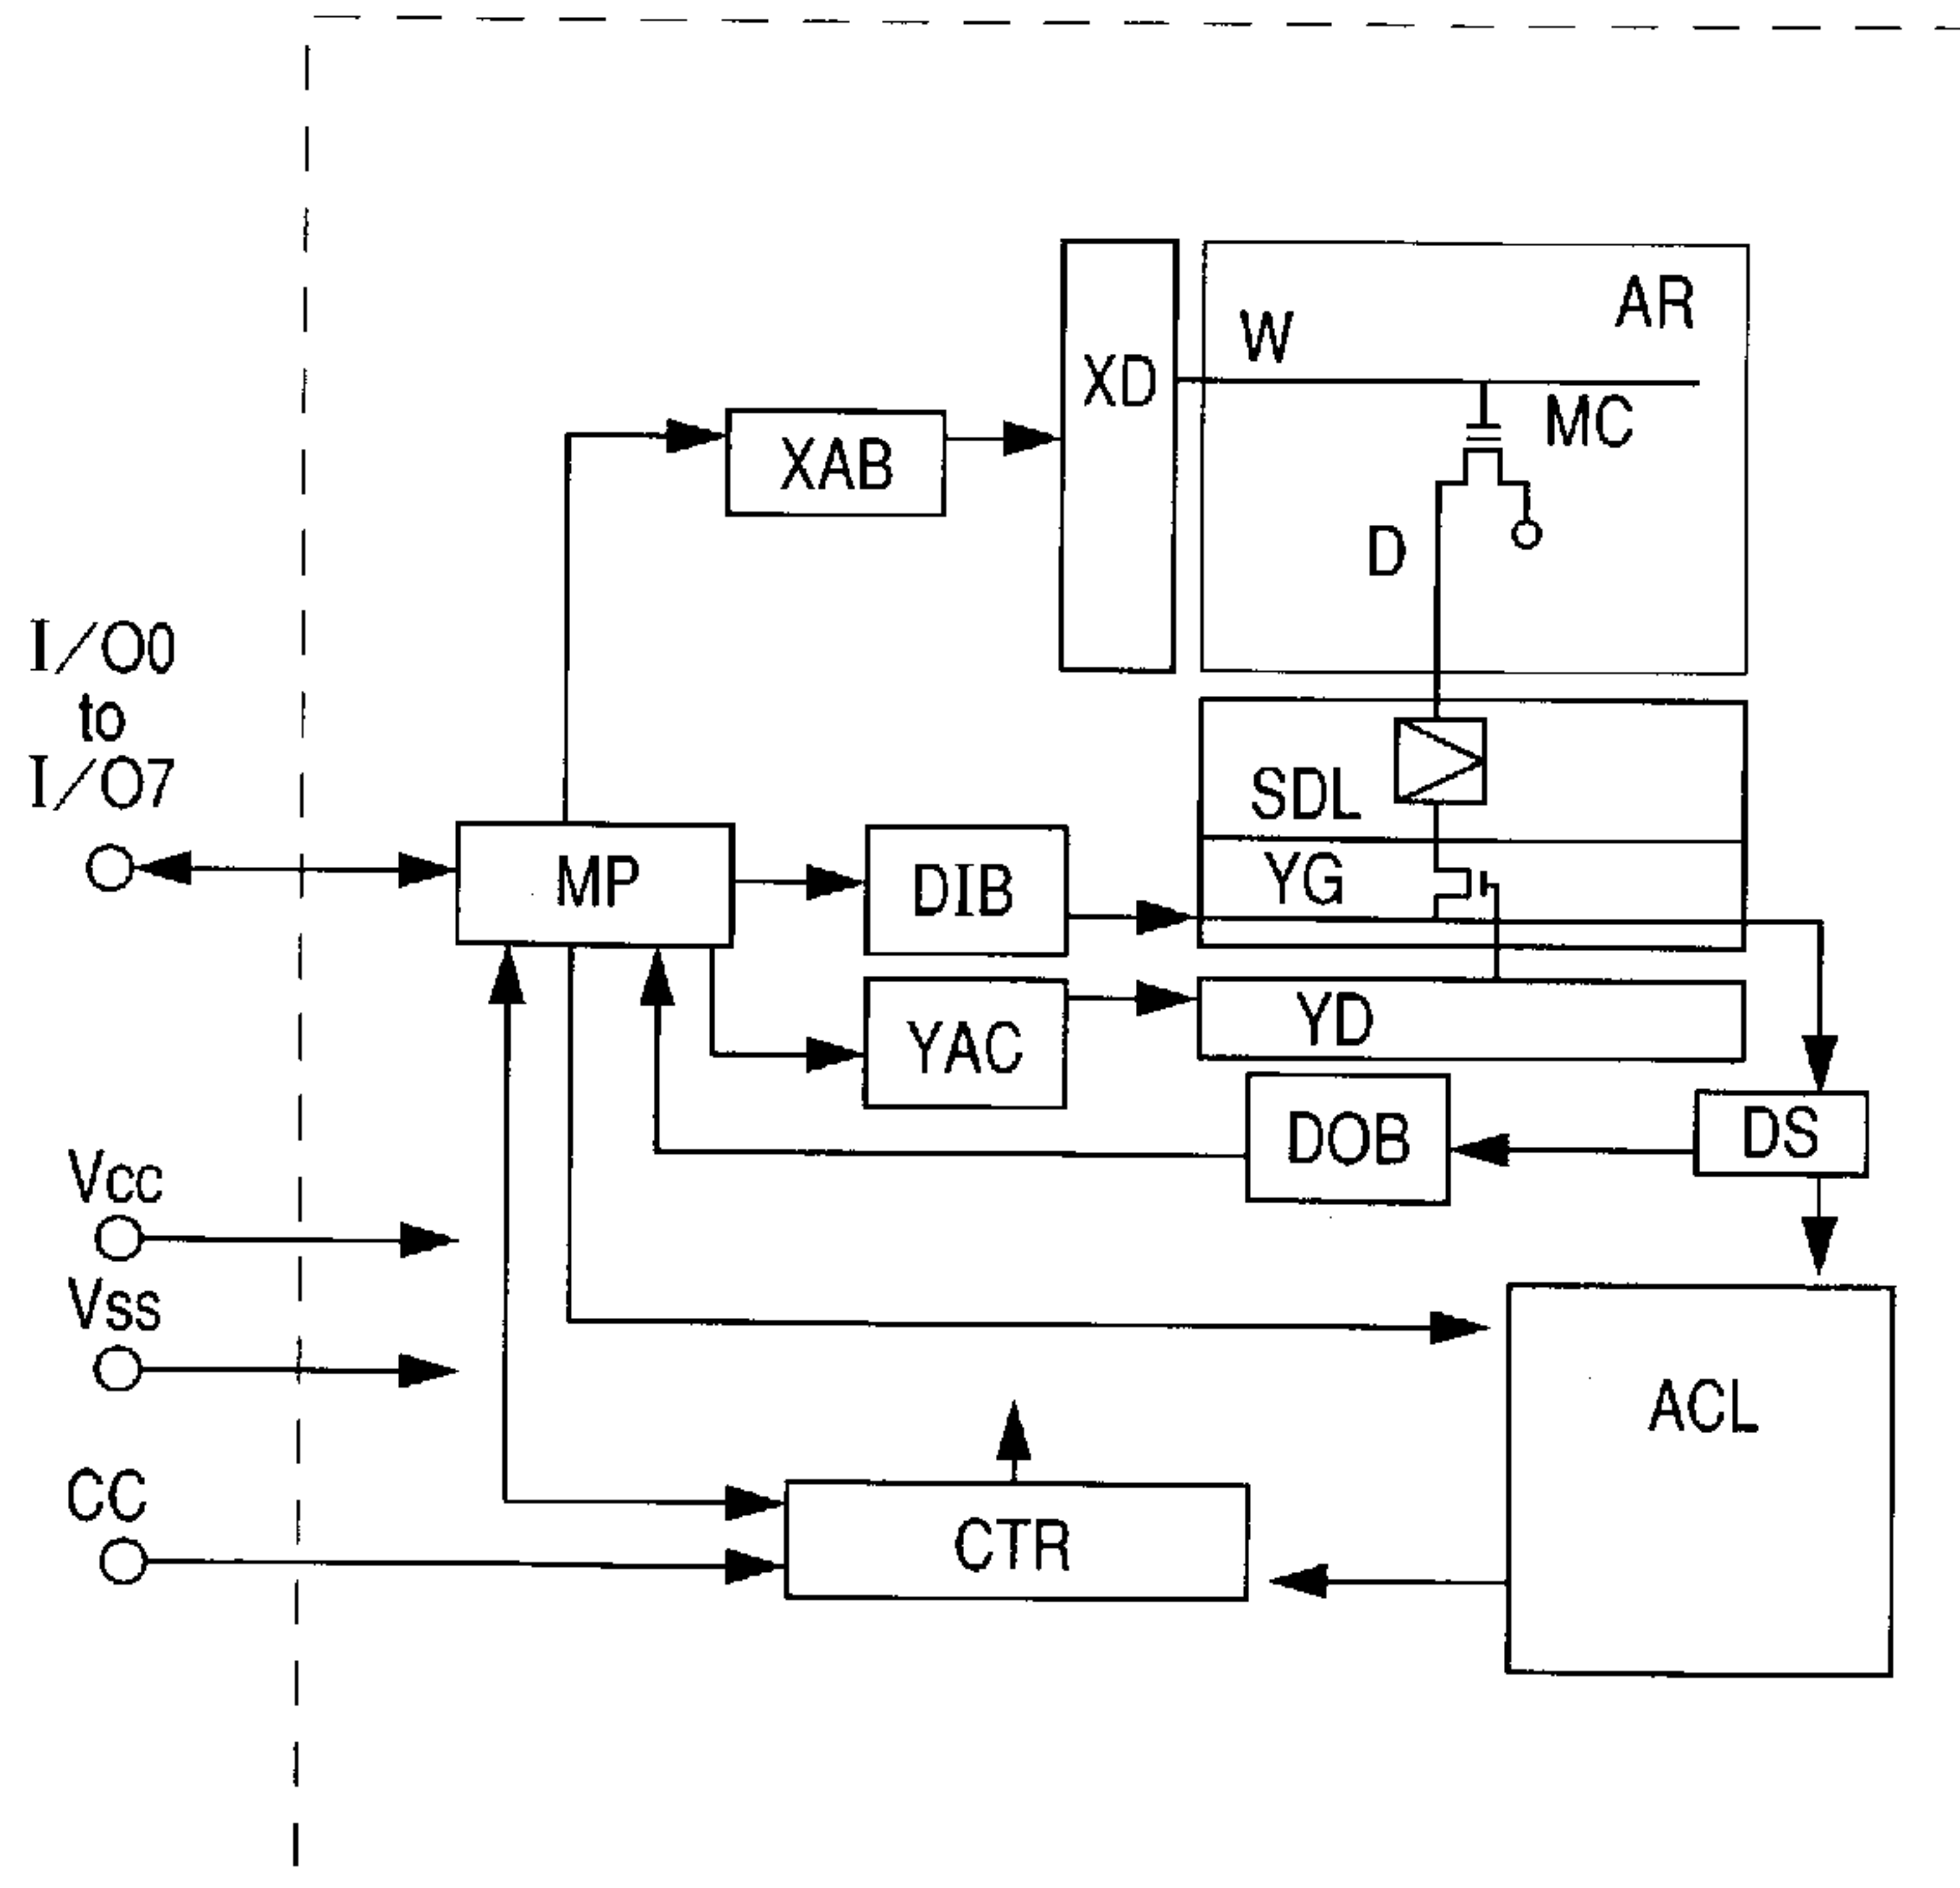 AR
W
XD
MC
XAB
D
I/O0
to
I/O7
SDL
MP
DIB
YG
YAC
YD
DOB
DS
Vcc
Vss
ACL
CC
CTR